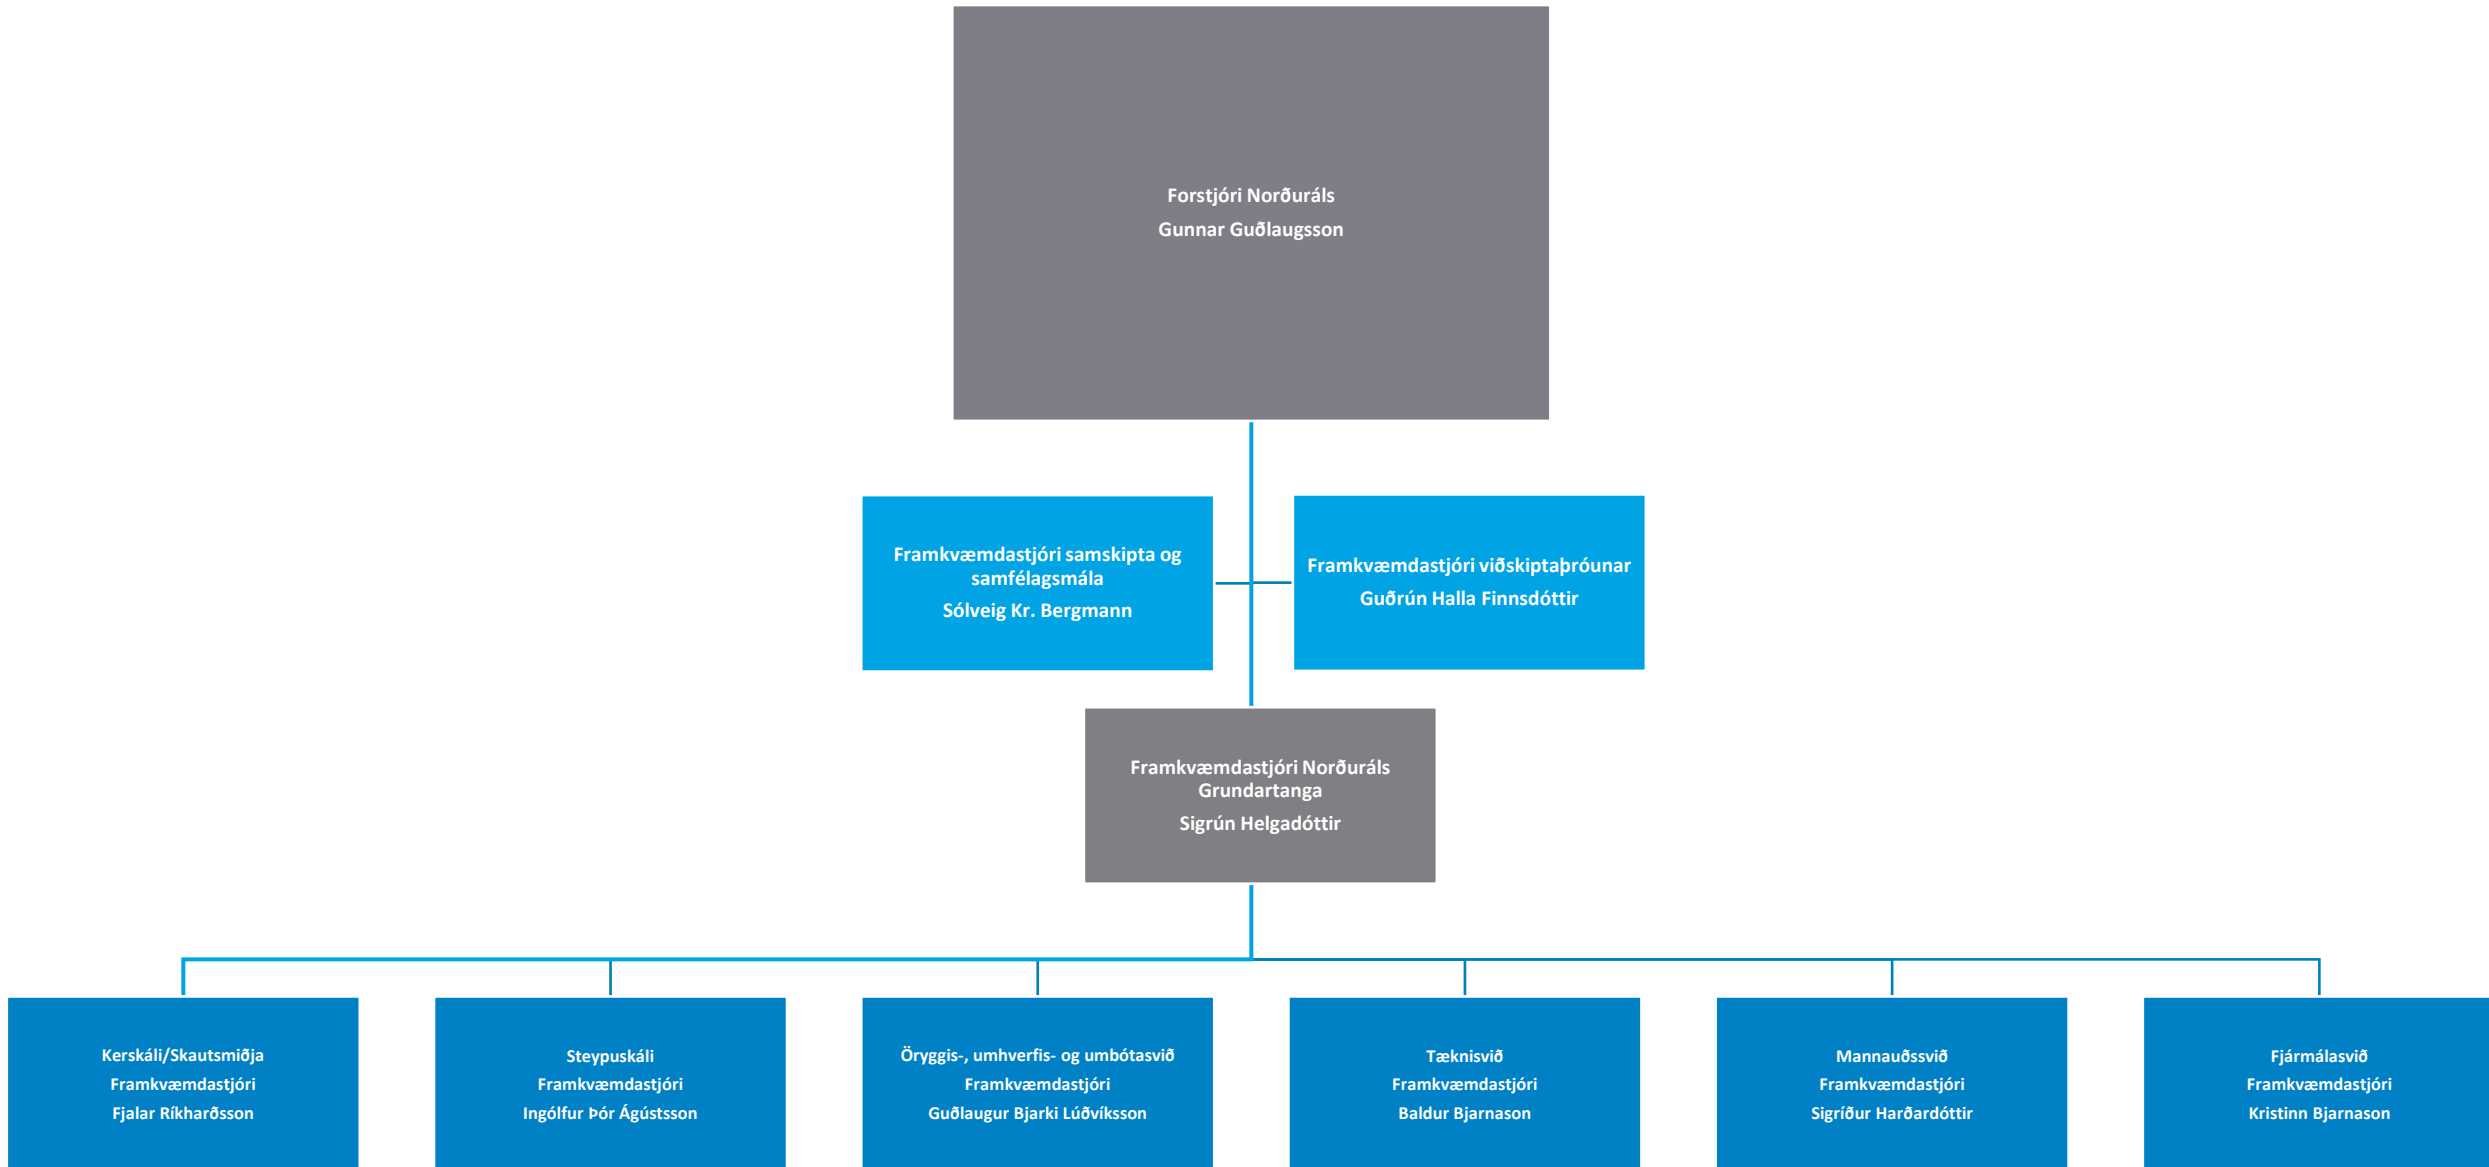 Forstjóri Norðuráls
Gunnar Guðlaugsson
Framkvæmdastjóri samskipta og
samfélagsmála
Sólveig Kr. Bergmann
Framkvæmdastjóri viðskiptaþróunar
Guðrún Halla Finnsdóttir
Framkvæmdastjóri Norðuráls
Grundartanga
Sigrún Helgadóttir
Kerskáli/Skautsmiðja
Framkvæmdastjóri
Fjalar Ríkharðsson
Steypuskáli
Framkvæmdastjóri
Ingólfur Þór Ágústsson
Öryggis-, umhverfis- og umbótasvið
Framkvæmdastjóri
Guðlaugur Bjarki Lúðvíksson
Tæknisvið
Framkvæmdastjóri
Baldur Bjarnason
Mannauðssvið
Framkvæmdastjóri
Sigríður Harðardóttir
Fjármálasvið
Framkvæmdastjóri
Kristinn Bjarnason